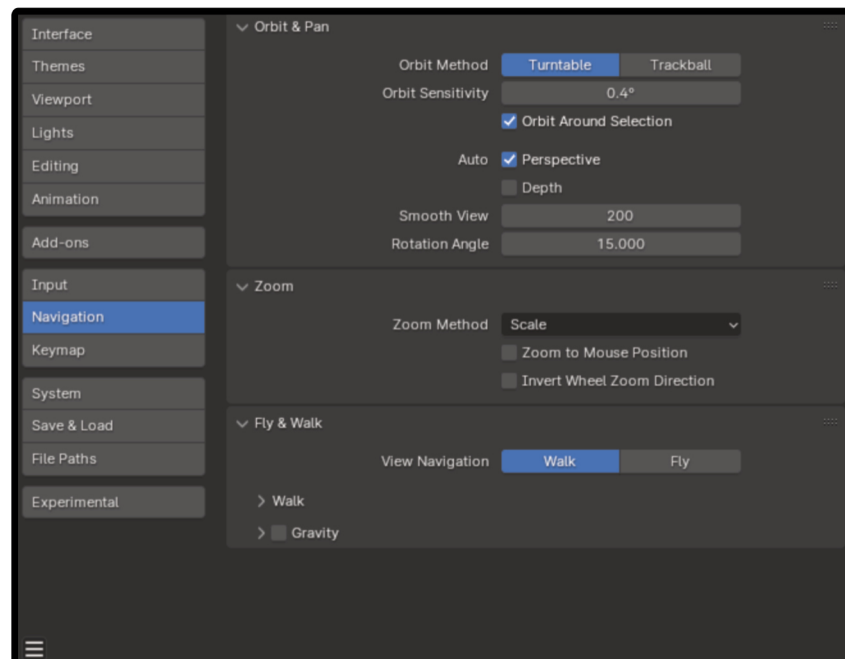 Interface
Themes
Viewport
Lights
Editing
Animation
Add-ons
Input
Navigation
Keymap
System
Save & Load
File Paths
Experimental
Orbit & Pan
Orbit Method Turntable Trackball
Orbit Sensitivity 0.4°
Orbit Around Selection
Auto Perspective
Depth
Smooth View 200
Rotation Angle 15.000
Zoom
Zoom Method Scale
Zoom to Mouse Position
Invert Wheel Zoom Direction
Fly & Walk
View Navigation Walk Fly
Walk
Gravity